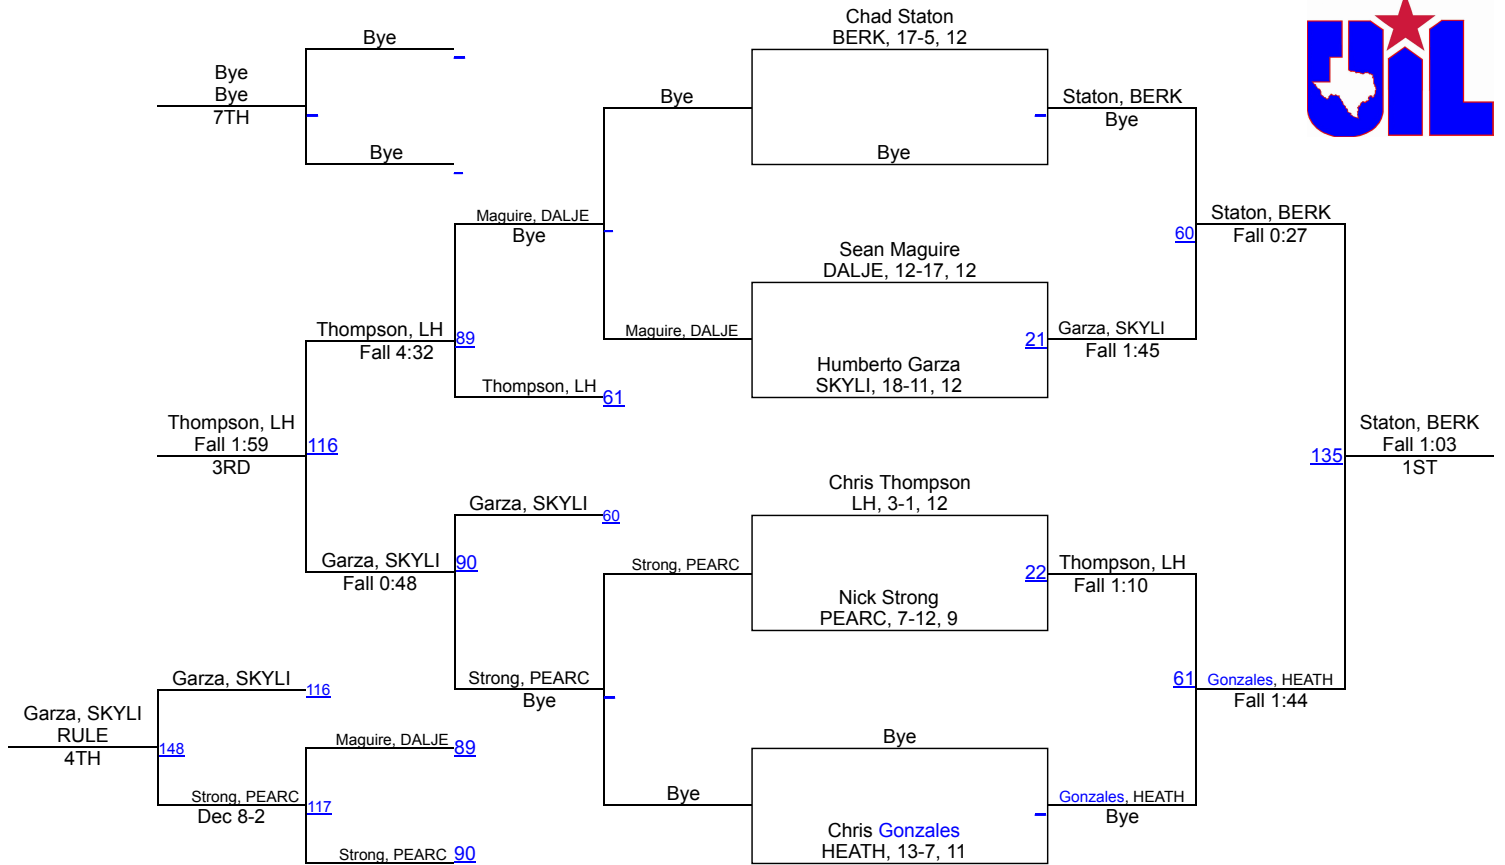 Chad Staton
BERK, 17-5, 12
UIL
Bye
Bye
Bye
7TH
Bye
Bye
Staton, BERK
Bye
Bye
Maguire, DALJE
Bye
Staton, BERK
60
Fall 0:27
Sean Maguire
DALJE, 12-17, 12
Thompson, LH
89
Fall 4:32
Maguire, DALJE
21
Garza, SKYLI
Fall 1:45
Humberto Garza
SKYLI, 18-11, 12
Thompson, LH
61
Thompson, LH
Fall 1:59
116
3RD
Staton, BERK
Fall 1:03
135
1ST
Chris Thompson
LH, 3-1, 12
Garza, SKYLI
60
Garza, SKYLI
90
Fall 0:48
Strong, PEARC
22
Thompson, LH
Fall 1:10
Nick Strong
PEARC, 7-12, 9
Garza, SKYLI
116
Strong, PEARC
Bye
61
Gonzales, HEATH
Fall 1:44
Garza, SKYLI
RULE
148
4TH
Maguire, DALJE
89
Bye
Strong, PEARC
117
Dec 8-2
Bye
Gonzales, HEATH
Bye
Chris Gonzales
HEATH, 13-7, 11
Strong, PEARC
90